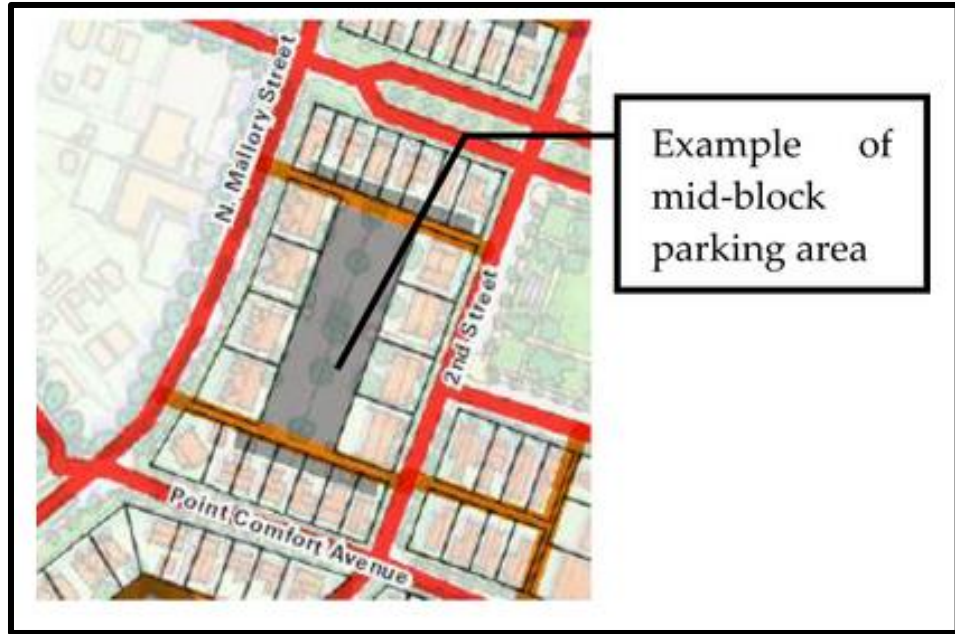 N. Mallory Street
Example of
mid-block
parking area
2nd Street
Point Comfort Avenue